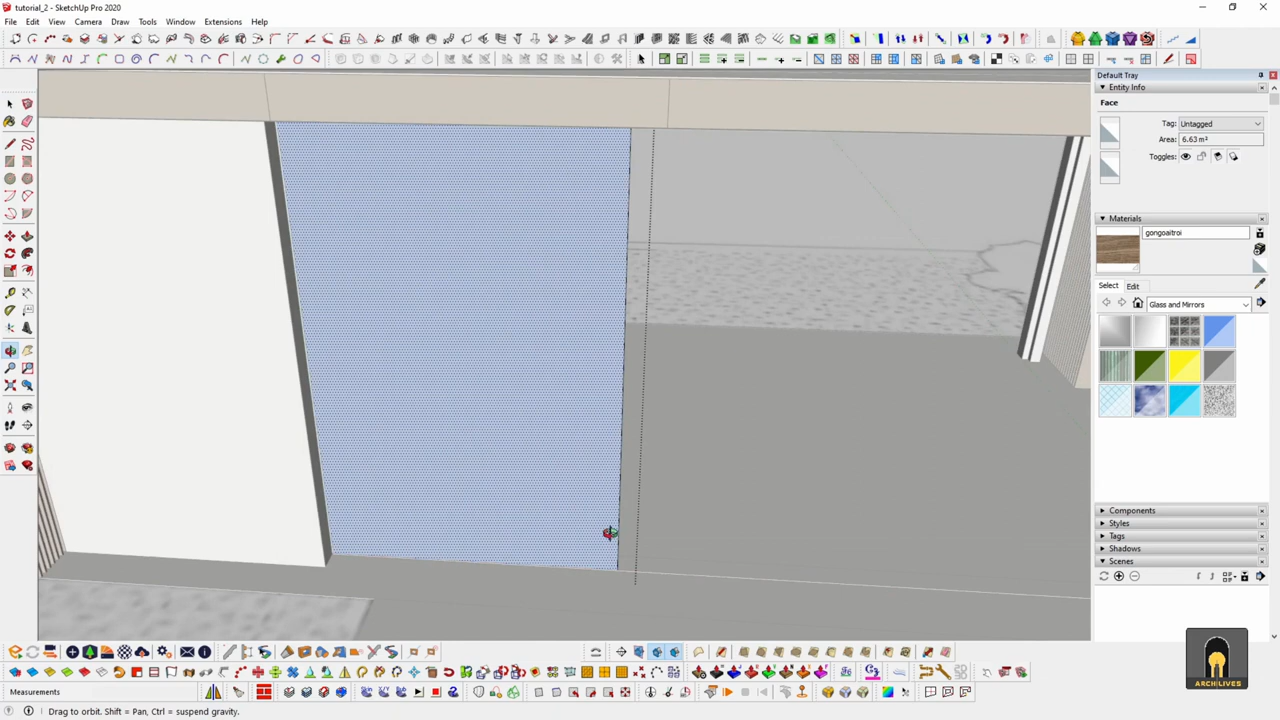 tutorial_2 - SketchUp Pro 2020
File Edit View Camera Draw Tools Window Extensions Help
Default Tray
Entity Info
Face
Tag: Untagged
Area: 6.63 m²
Toggles:
Materials
gongoaitroi
Select Edit
Glass and Mirrors
Components
Styles
Tags
Shadows
Scenes
ARCHLIVES
Measurements
Drag to orbit. Shift = Pan, Ctrl = suspend gravity.